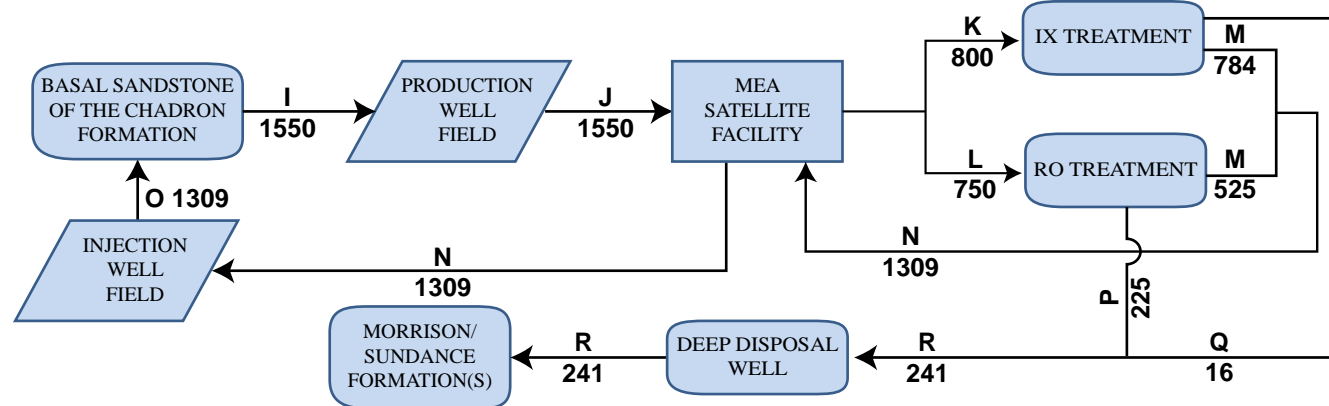 K
800
IX TREATMENT
M
784
BASAL SANDSTONE
OF THE CHADRON
FORMATION
I
1550
PRODUCTION
WELL
FIELD
J
1550
MEA
SATELLITE
FACILITY
L
750
RO TREATMENT
M
525
O 1309
INJECTION
WELL
FIELD
N
1309
N
1309
P
225
MORRISON/
SUNDANCE
FORMATION(S)
R
241
DEEP DISPOSAL
WELL
R
241
Q
16